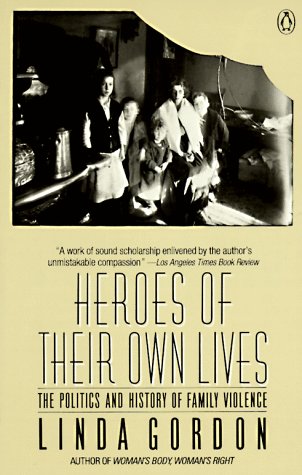 "A work of sound scholarship enlivened by the author's
unmistakable compassion" —Los Angeles Times Book Review
HEROES OF
THEIR OWN LIVES
THE POLITICS AND HISTORY OF FAMILY VIOLENCE
LINDA GORDON
AUTHOR OF WOMAN'S BODY, WOMAN'S RIGHT